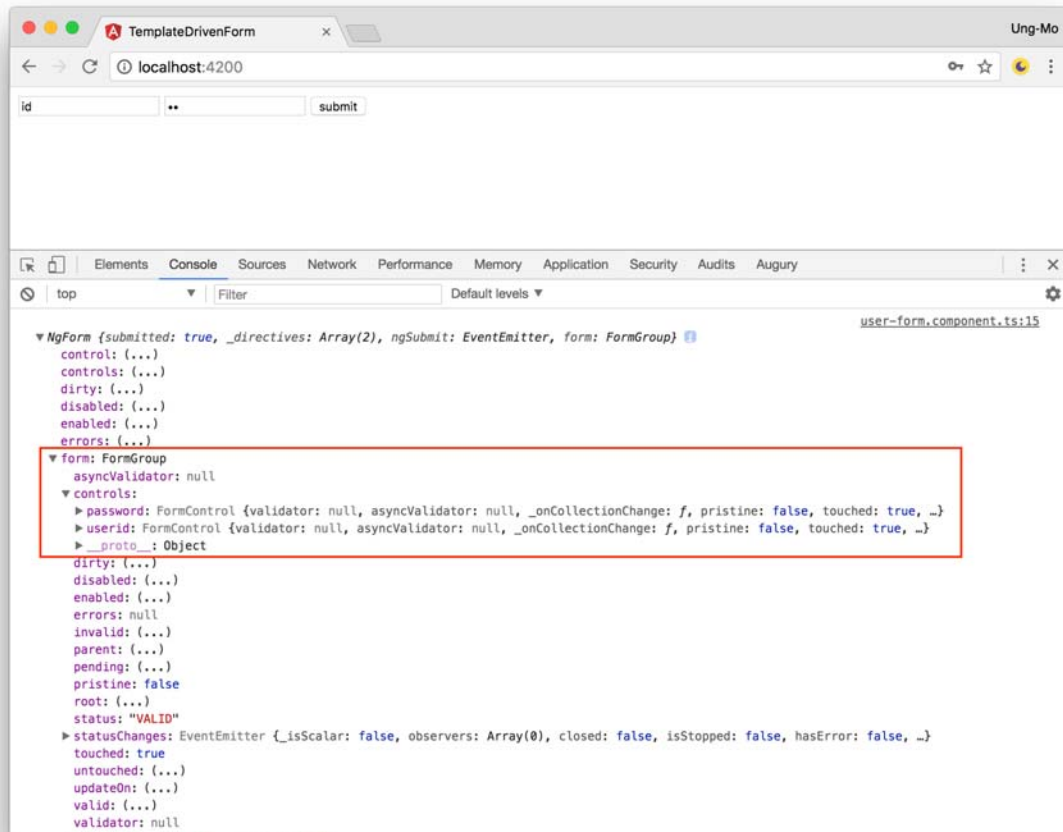 TemplateDrivenForm
Ung-Mo
localhost:4200
id
••
submit
Elements Console Sources Network Performance Memory Application Security Audits Augury
top Filter Default levels ▼
user-form.component.ts:15
▼ NgForm {submitted: true, _directives: Array(2), ngSubmit: EventEmitter, form: FormGroup}
control: (...)
controls: (...)
dirty: (...)
disabled: (...)
enabled: (...)
errors: (...)
▼ form: FormGroup
asyncValidator: null
▼ controls:
▶ password: FormControl {validator: null, asyncValidator: null, _onCollectionChange: ƒ, pristine: false, touched: true, …}
▶ userid: FormControl {validator: null, asyncValidator: null, _onCollectionChange: ƒ, pristine: false, touched: true, …}
▶ __proto__: Object
dirty: (...)
disabled: (...)
enabled: (...)
errors: null
invalid: (...)
parent: (...)
pending: (...)
pristine: false
root: (...)
status: "VALID"
▶ statusChanges: EventEmitter {_isScalar: false, observers: Array(0), closed: false, isStopped: false, hasError: false, …}
touched: true
untouched: (...)
updateOn: (...)
valid: (...)
validator: null